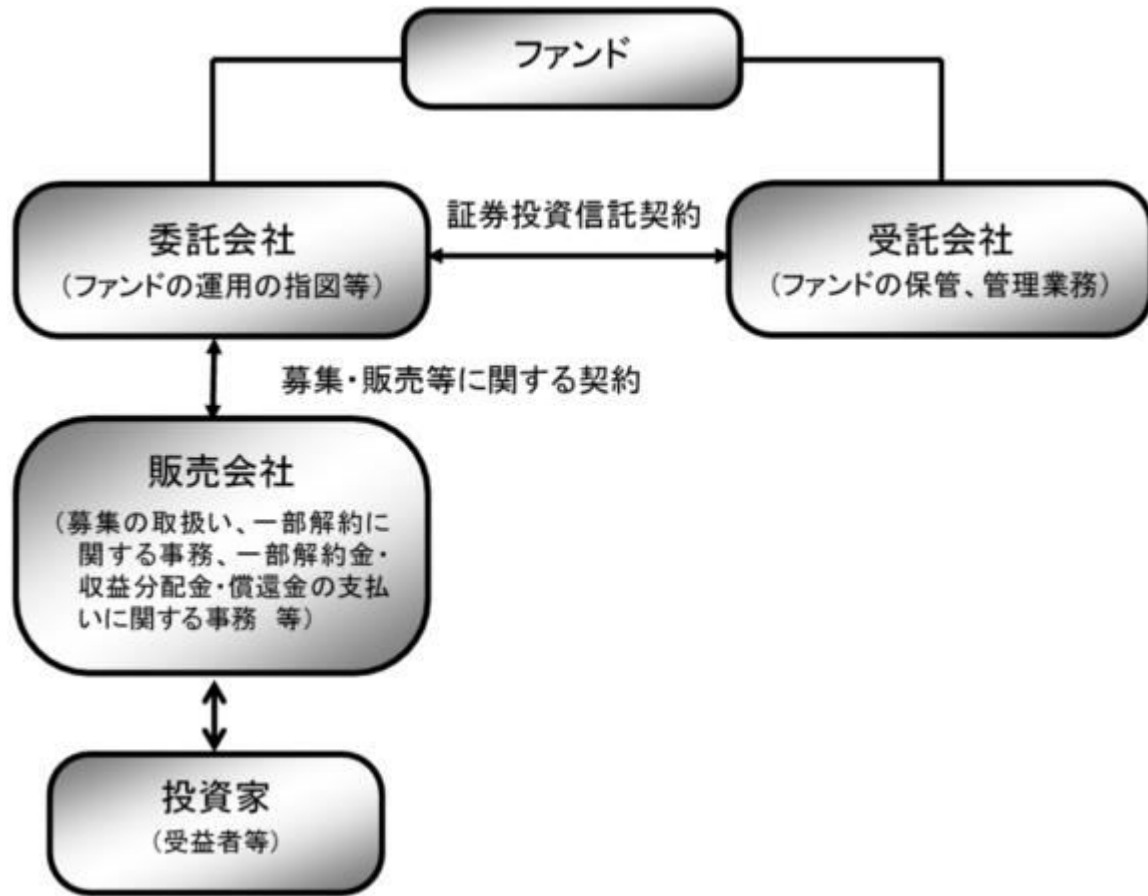 ファンド
証券投資信託契約
委託会社
(ファンドの運用の指図等)
受託会社
(ファンドの保管、管理業務)
募集・販売等に関する契約
販売会社
(募集の取扱い、一部解約に
関する事務、一部解約金・
収益分配金・償還金の支払
いに関する事務 等)
投資家
(受益者等)